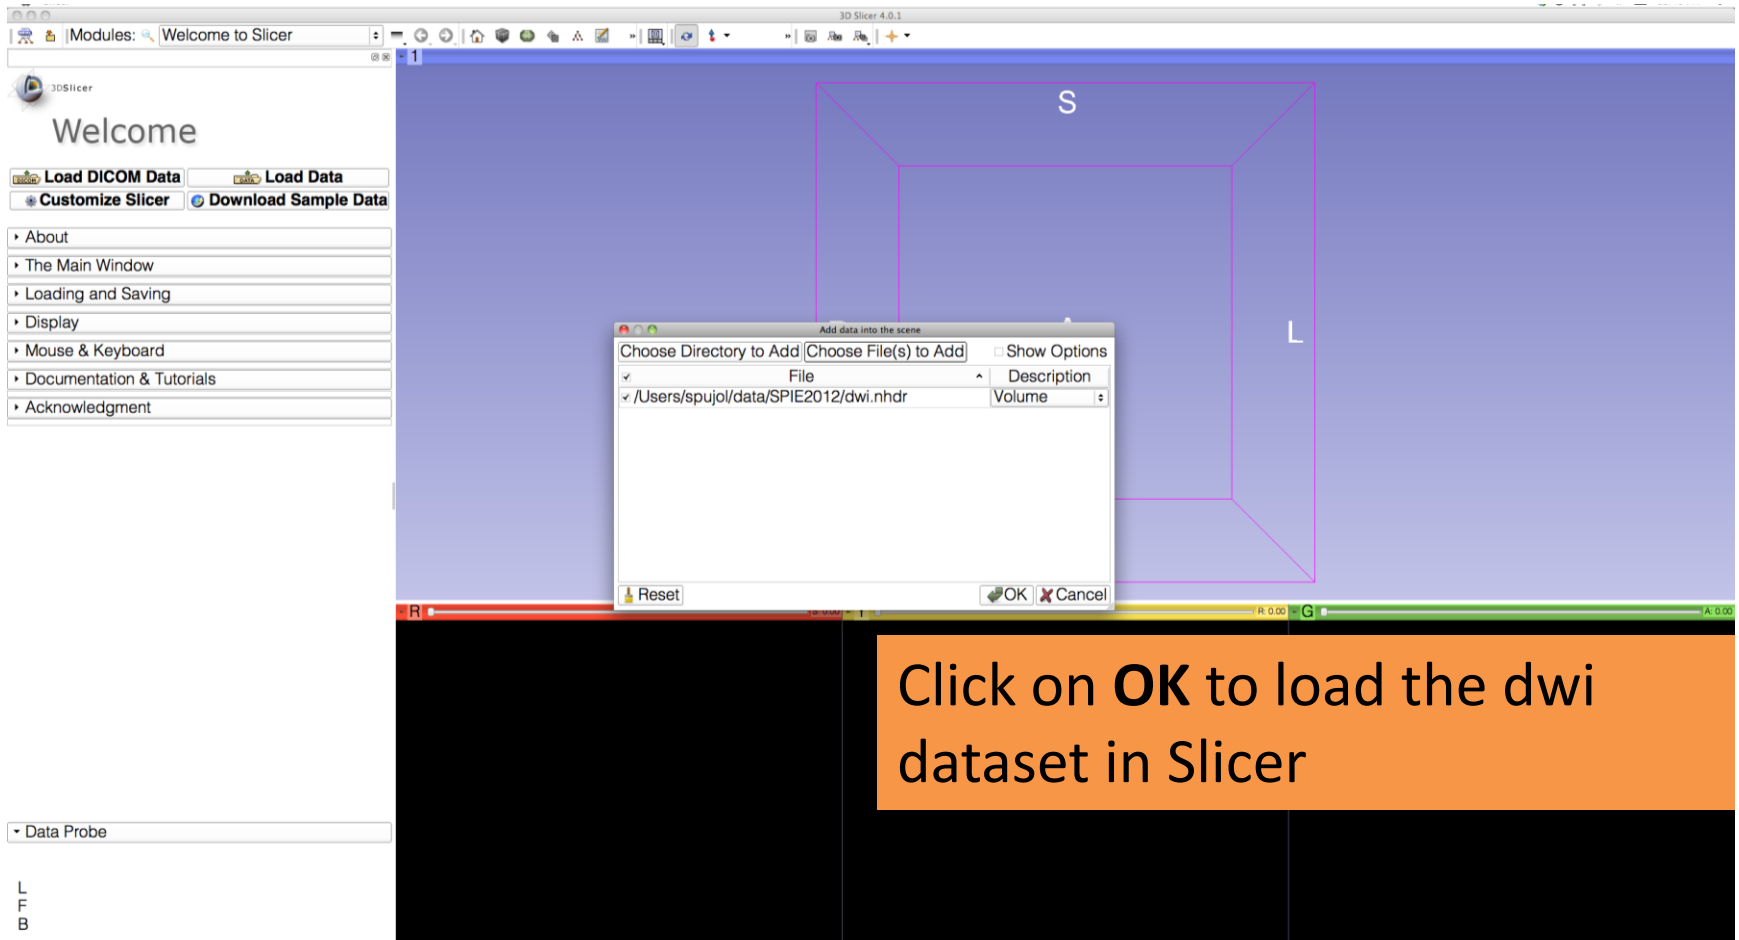 3D Slicer 4.0.1
Modules: Welcome to Slicer
1
3DSlicer
Welcome
Load DICOM Data Load Data
Customize Slicer Download Sample Data
About
The Main Window
Loading and Saving
Display
Mouse & Keyboard
Documentation & Tutorials
Acknowledgment
S
L
Add data into the scene
Choose Directory to Add Choose File(s) to Add Show Options
File Description
/Users/spujol/data/SPIE2012/dwi.nhdr Volume
Reset OK Cancel
R R: 0.00 G A: 0.00
Click on OK to load the dwi
dataset in Slicer
Data Probe
L
F
B